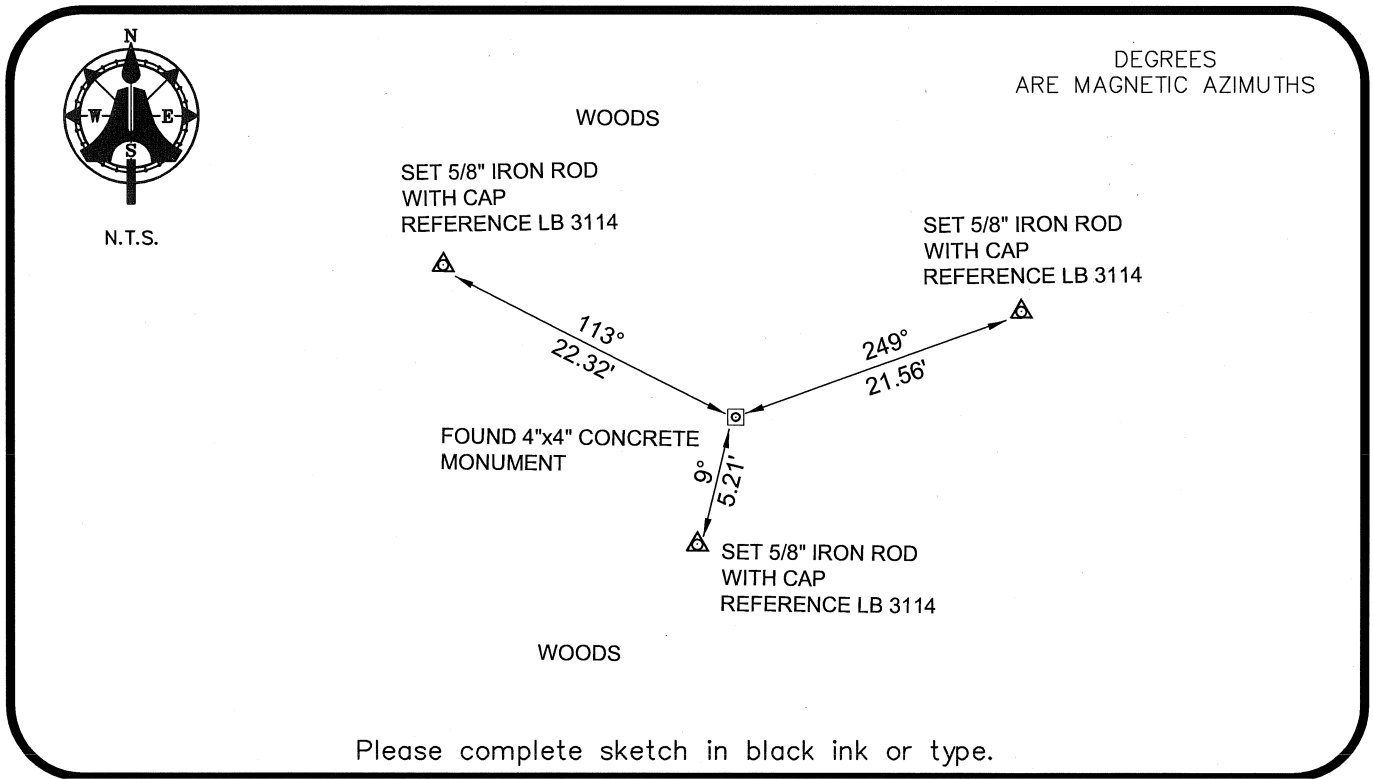 N
W
E
S
N.T.S.
DEGREES
ARE MAGNETIC AZIMUTHS
WOODS
SET 5/8" IRON ROD
WITH CAP
REFERENCE LB 3114
SET 5/8" IRON ROD
WITH CAP
REFERENCE LB 3114
113°
22.32'
249°
21.56'
FOUND 4"x4" CONCRETE
MONUMENT
9°
5.21'
SET 5/8" IRON ROD
WITH CAP
REFERENCE LB 3114
WOODS
Please complete sketch in black ink or type.